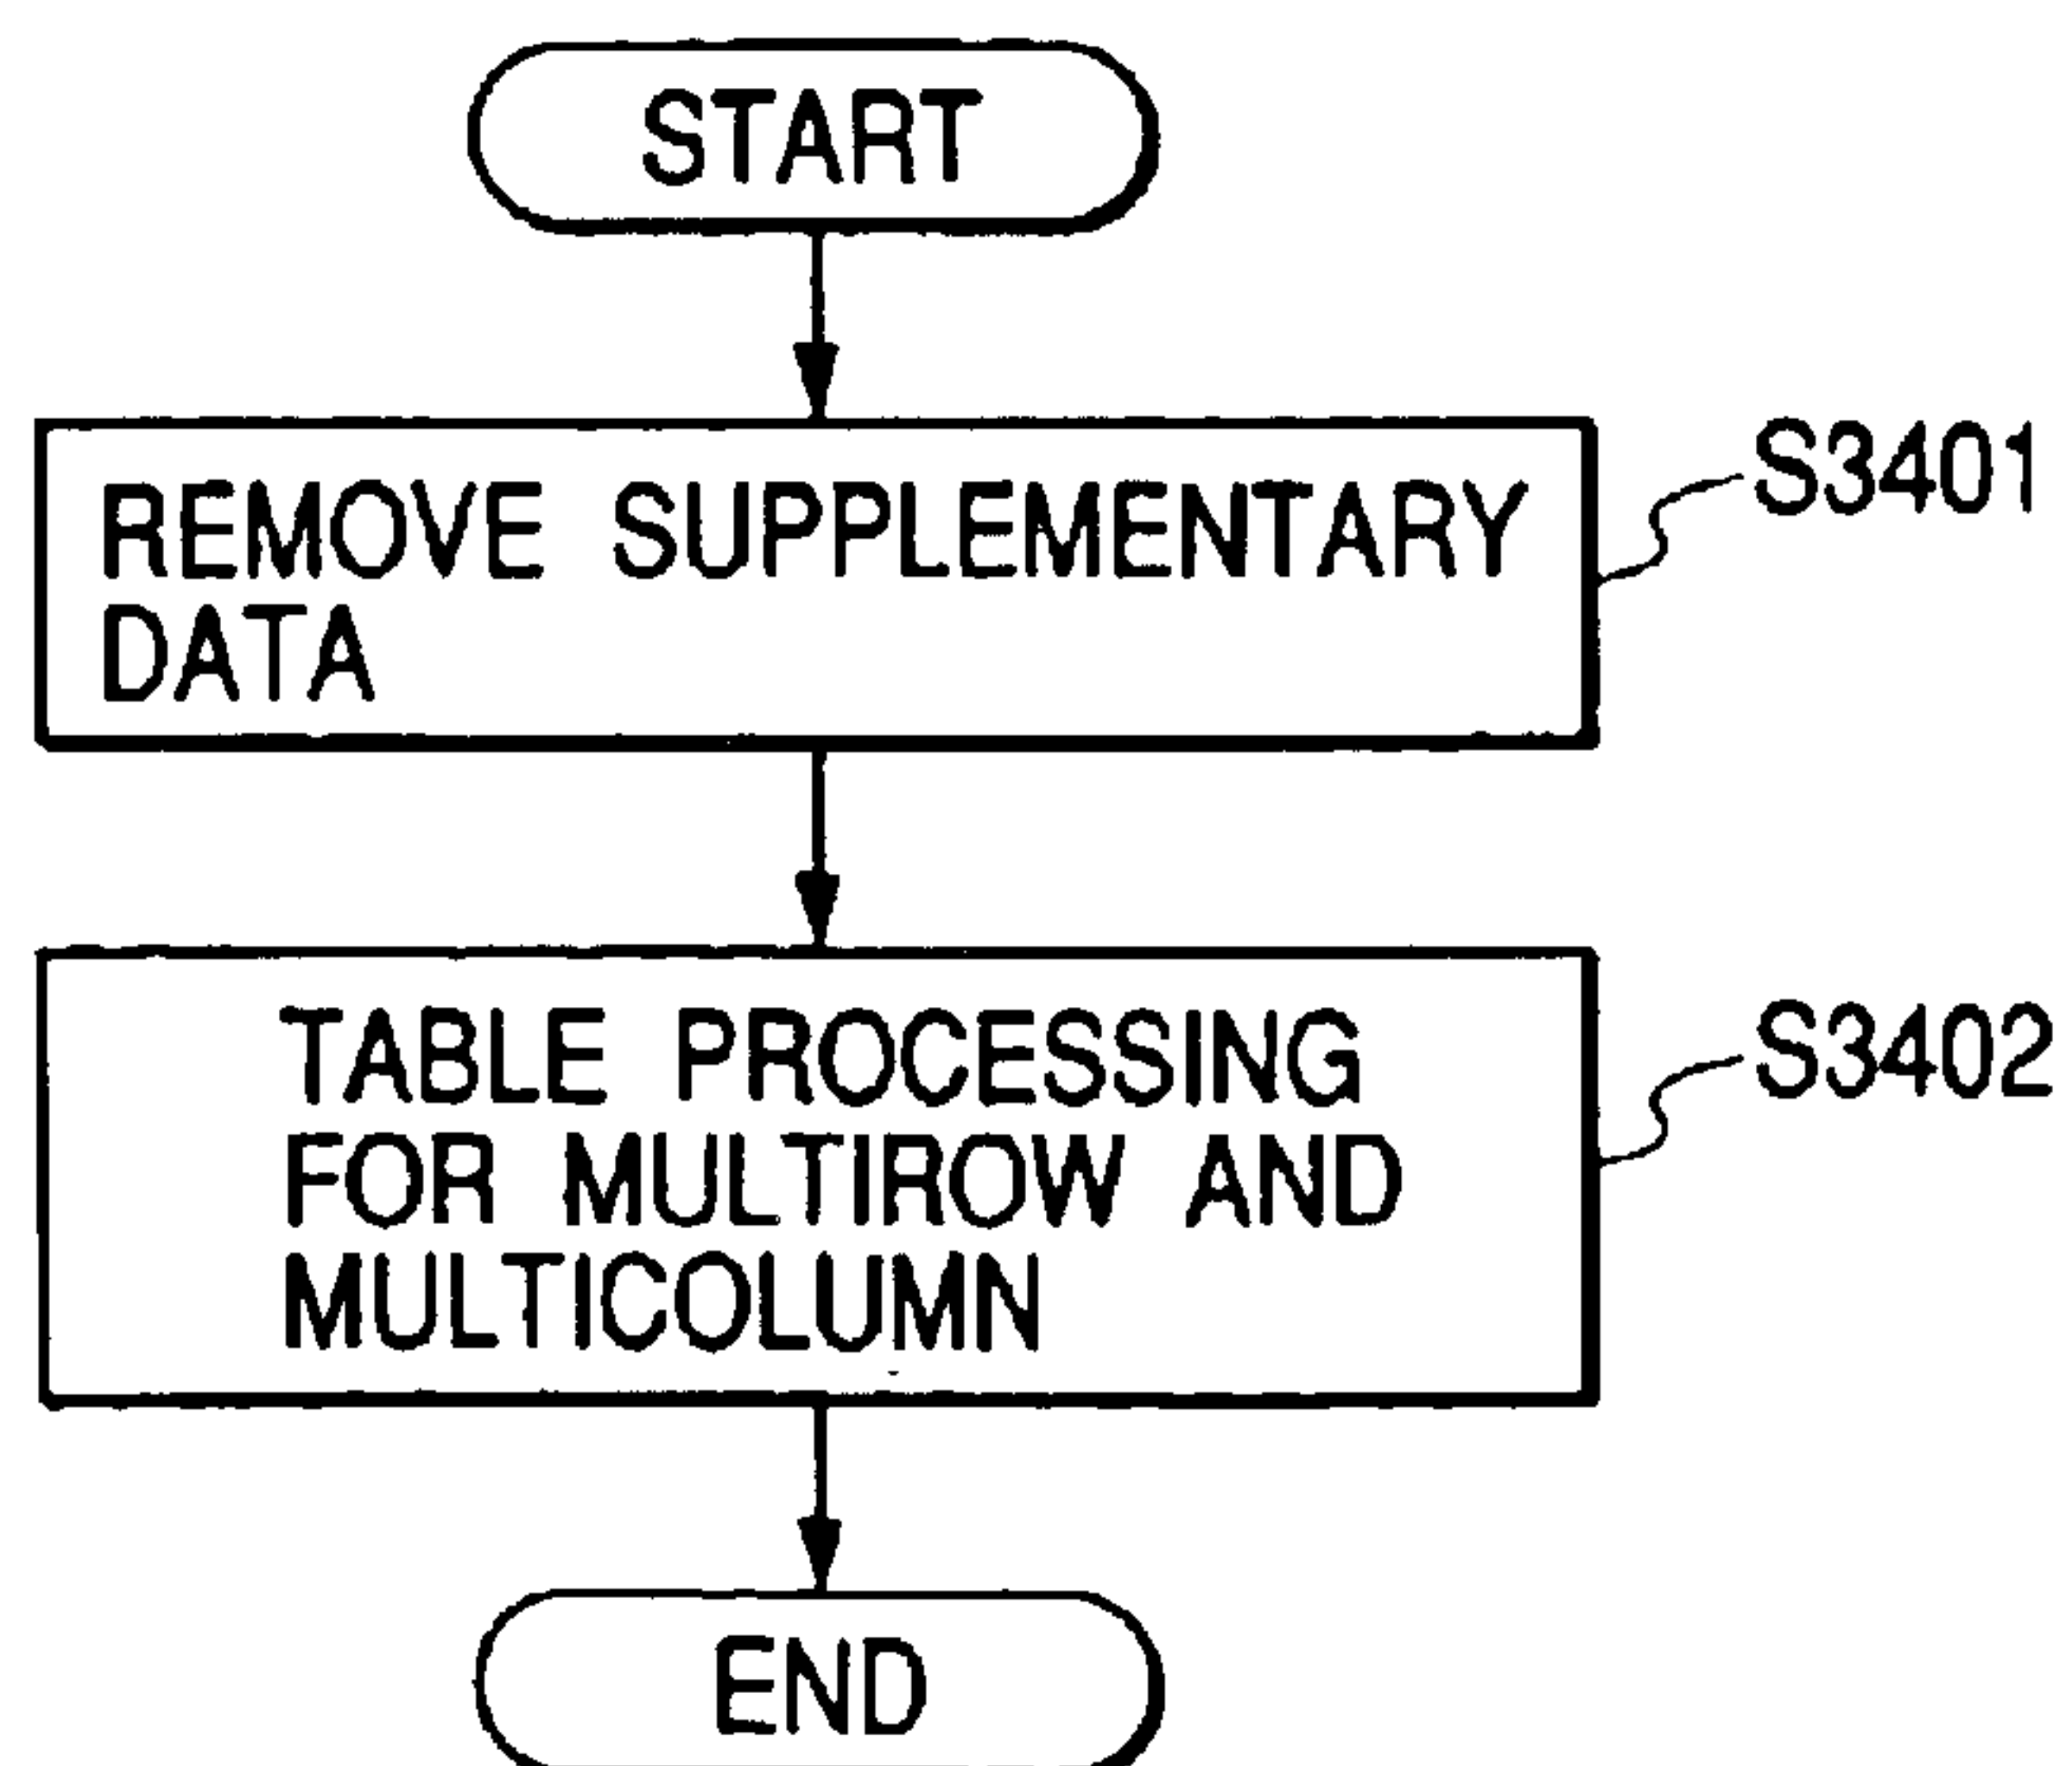 START
REMOVE SUPPLEMENTARY
DATA
S3401
TABLE PROCESSING
FOR MULTIROW AND
MULTICOLUMN
S3402
END